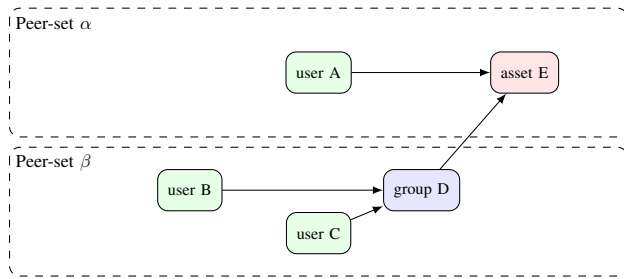 Peer-set α
user A
asset E
Peer-set β
user B
group D
user C